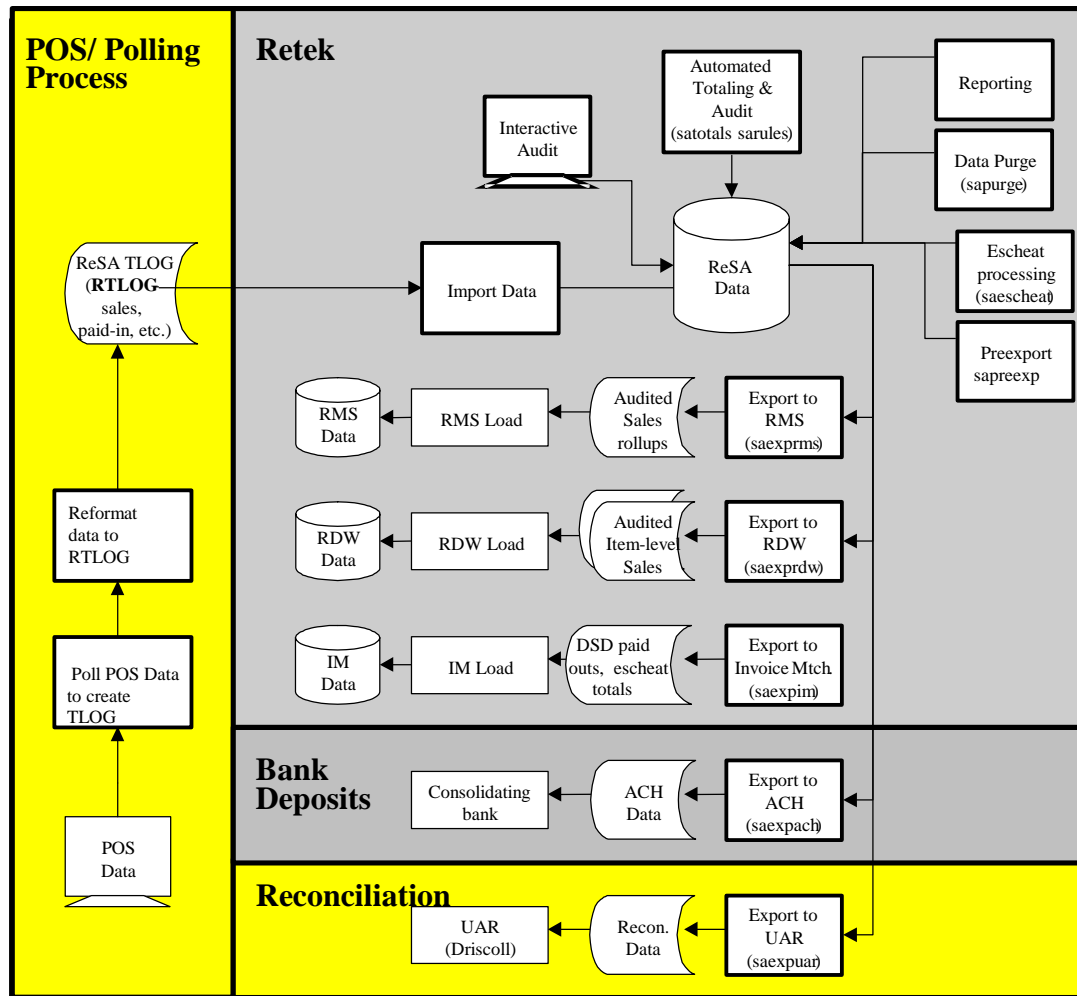 POS/ Polling
Process
Retek
Automated
Totaling &
Audit
(satotals sarules)
Reporting
Interactive
Audit
Data Purge
(sapurge)
ReSA TLOG
(RTLOG
sales,
paid-in, etc.)
Import Data
ReSA
Data
Escheat
processing
(saescheat)
Preexport
sapreexp
RMS
Data
RMS Load
Audited
Sales
rollups
Export to
RMS
(saexprms)
Reformat
data to
RTLOG
RDW
Data
RDW Load
Audited
Item-level
Sales
Export to
RDW
(saexprdw)
Poll POS Data
to create
TLOG
IM
Data
IM Load
DSD paid
outs, escheat
totals
Export to
Invoice Mtch.
(saexpim)
Bank
Deposits
Consolidating
bank
ACH
Data
Export to
ACH
(saexpach)
POS
Data
Reconciliation
UAR
(Driscoll)
Recon.
Data
Export to
UAR
(saexpuar)